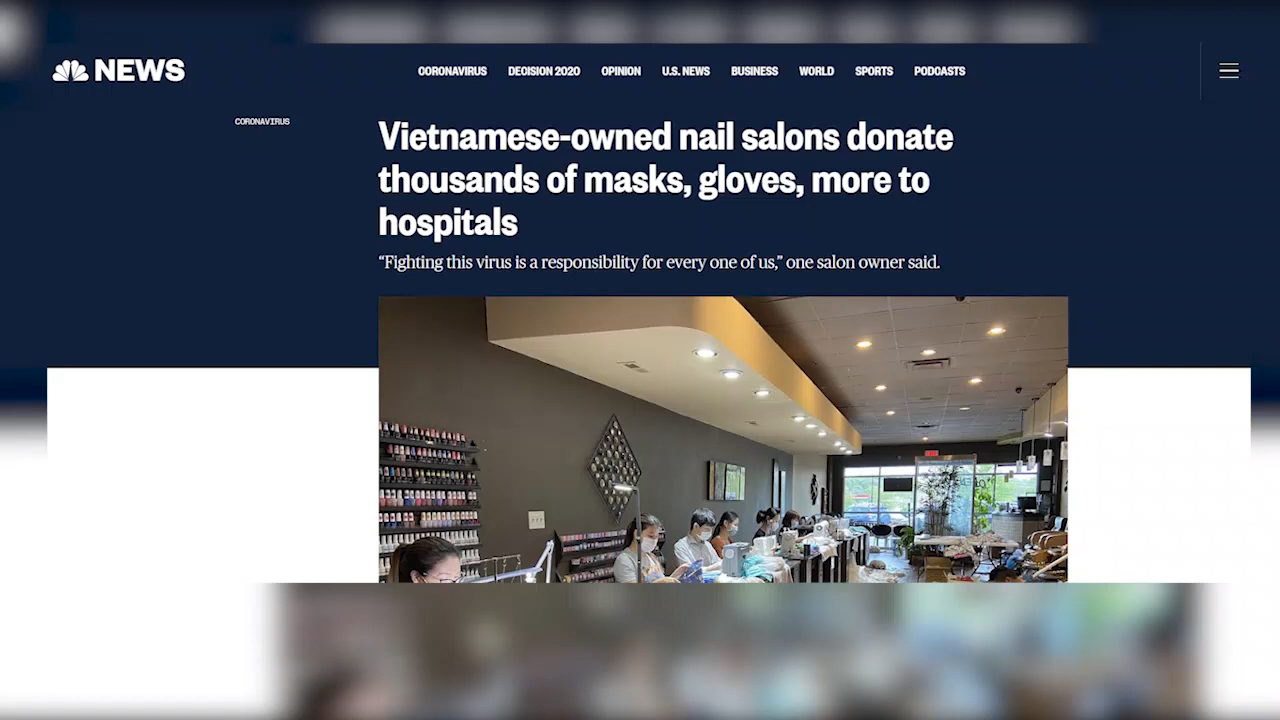 NEWS
CORONAVIRUS DECISION 2020 OPINION U.S. NEWS BUSINESS WORLD SPORTS PODCASTS
CORONAVIRUS
Vietnamese-owned nail salons donate
thousands of masks, gloves, more to
hospitals
“Fighting this virus is a responsibility for every one of us,” one salon owner said.
EXIT